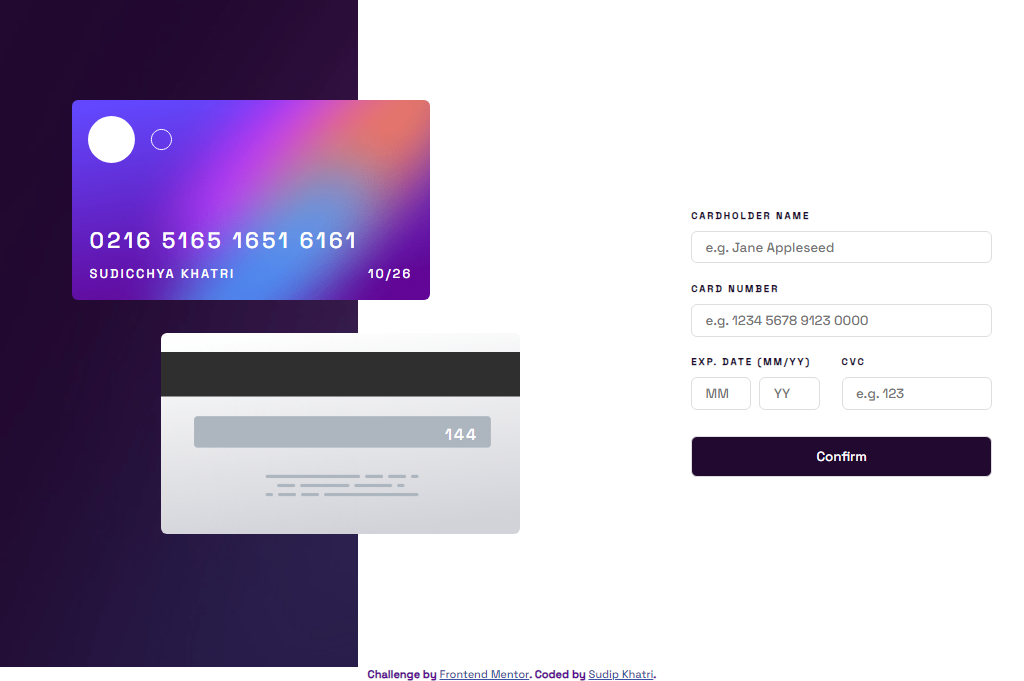 0216 5165 1651 6161
SUDICCHYA KHATRI 10/26
144
CARDHOLDER NAME
e.g. Jane Appleseed
CARD NUMBER
e.g. 1234 5678 9123 0000
EXP. DATE (MM/YY) CVC
MM YY e.g. 123
Confirm
Challenge by Frontend Mentor. Coded by Sudip Khatri.